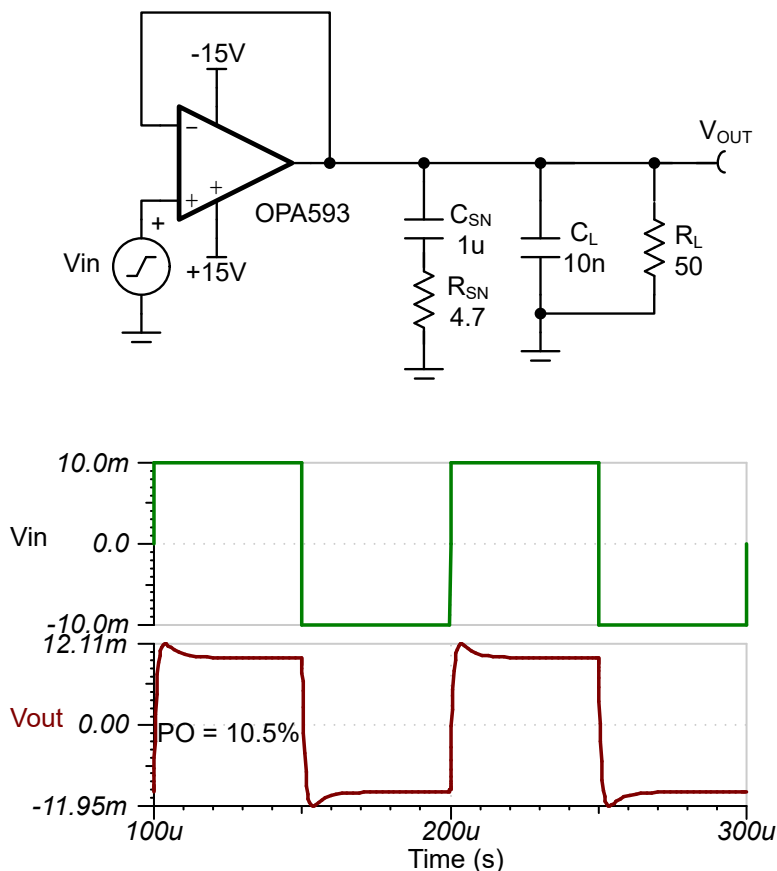 -15V
−
+
+
OPA593
+
Vin
+15V
V_OUT
C_SN
1u
R_SN
4.7
C_L
10n
R_L
50
10.0m
Vin
0.0
-10.0m
12.11m
Vout
0.00
PO = 10.5%
-11.95m
100u
200u
300u
Time (s)